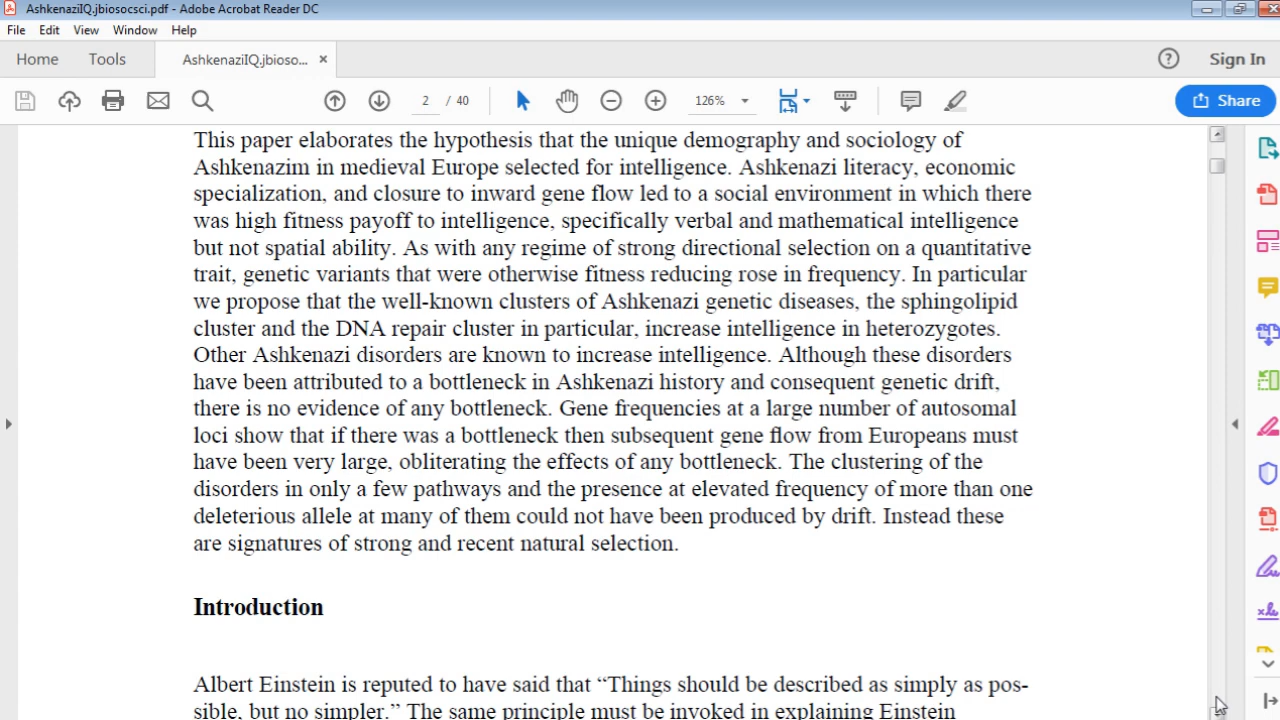 AshkenaziIQ.jbiosocsci.pdf - Adobe Acrobat Reader DC
File Edit View Window Help
Home Tools AshkenaziIQ.jbioso... ×
? Sign In
2 / 40 126% Share
This paper elaborates the hypothesis that the unique demography and sociology of
Ashkenazim in medieval Europe selected for intelligence. Ashkenazi literacy, economic
specialization, and closure to inward gene flow led to a social environment in which there
was high fitness payoff to intelligence, specifically verbal and mathematical intelligence
but not spatial ability. As with any regime of strong directional selection on a quantitative
trait, genetic variants that were otherwise fitness reducing rose in frequency. In particular
we propose that the well-known clusters of Ashkenazi genetic diseases, the sphingolipid
cluster and the DNA repair cluster in particular, increase intelligence in heterozygotes.
Other Ashkenazi disorders are known to increase intelligence. Although these disorders
have been attributed to a bottleneck in Ashkenazi history and consequent genetic drift,
there is no evidence of any bottleneck. Gene frequencies at a large number of autosomal
loci show that if there was a bottleneck then subsequent gene flow from Europeans must
have been very large, obliterating the effects of any bottleneck. The clustering of the
disorders in only a few pathways and the presence at elevated frequency of more than one
deleterious allele at many of them could not have been produced by drift. Instead these
are signatures of strong and recent natural selection.
Introduction
Albert Einstein is reputed to have said that “Things should be described as simply as pos-
sible, but no simpler.” The same principle must be invoked in explaining Einstein